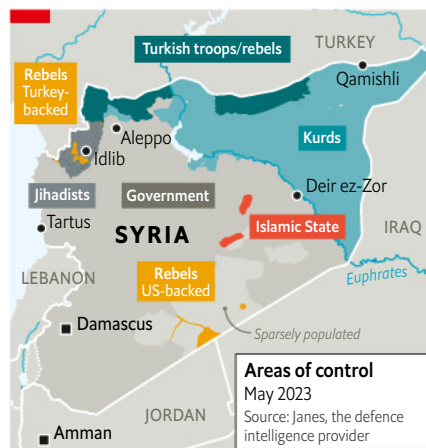 Turkish troops/rebels
TURKEY
Rebels
Turkey-
backed
Qamishli
Aleppo
Kurds
Idlib
Jihadists
Government
Deir ez-Zor
Tartus
SYRIA
Islamic State
IRAQ
LEBANON
Rebels
US-backed
Euphrates
Damascus
Sparsely populated
Areas of control
May 2023
Source: Janes, the defence
intelligence provider
JORDAN
Amman